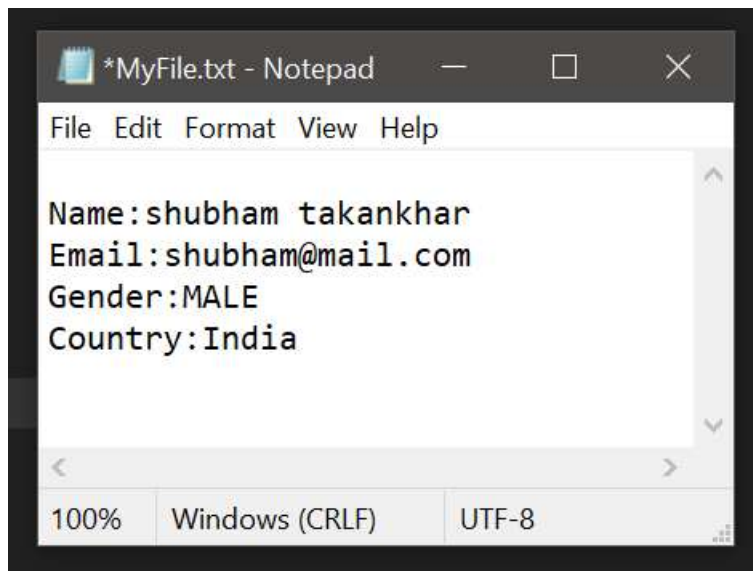 *MyFile.txt - Notepad
File Edit Format View Help
Name:shubham takankhar
Email:shubham@mail.com
Gender:MALE
Country:India
100% Windows (CRLF) UTF-8